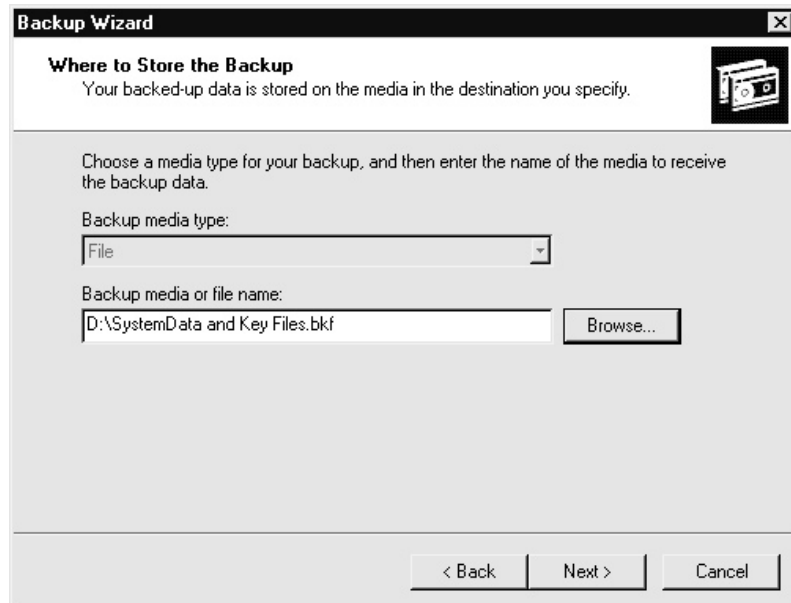 Backup Wizard
Where to Store the Backup
Your backed-up data is stored on the media in the destination you specify.
Choose a media type for your backup, and then enter the name of the media to receive
the backup data.
Backup media type:
File
Backup media or file name:
D:\SystemData and Key Files.bkf
Browse...
< Back
Next >
Cancel